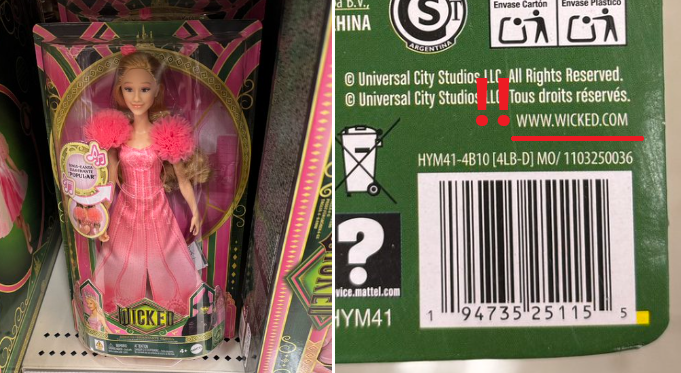 "POPULAR"
WICKED
4+
CHINA
S
ARGENTINA
Envase Cartón
Envase Plástico
© Universal City Studios LLC. All Rights Reserved.
© Universal City Studios LLC. Tous droits réservés.
!!
WWW.WICKED.COM
HYM41-4B10 [4LB-D] MO/ 1103250036
?
vice.mattel.com
HYM41
1 94735 25115 5